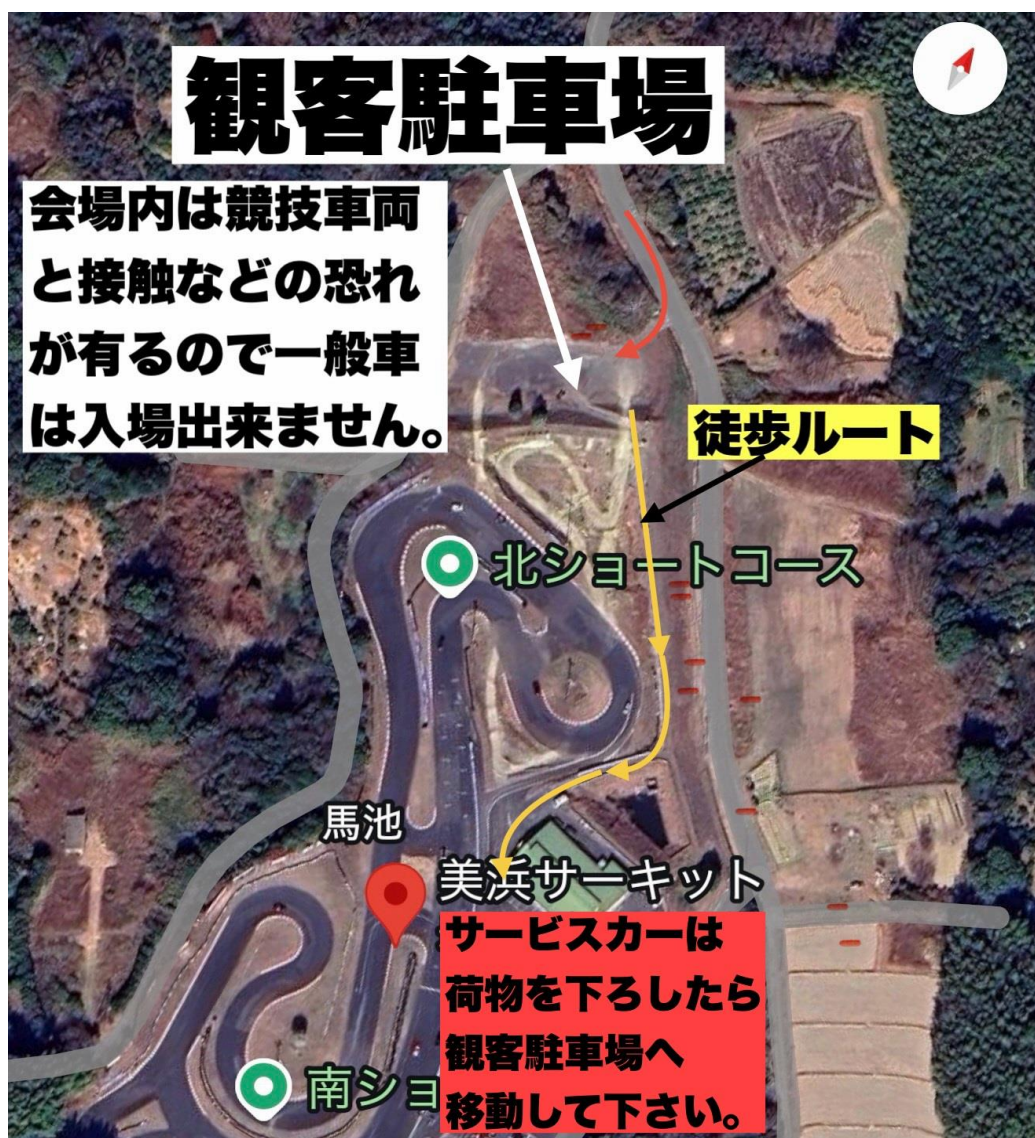 観客駐車場
会場内は競技車両
と接触などの恐れ
が有るので一般車
は入場出来ません。
徒歩ルート
北ショートコース
馬池
美浜サーキット
サービスカーは
荷物を下ろしたら
観客駐車場へ
移動して下さい。
南ショ